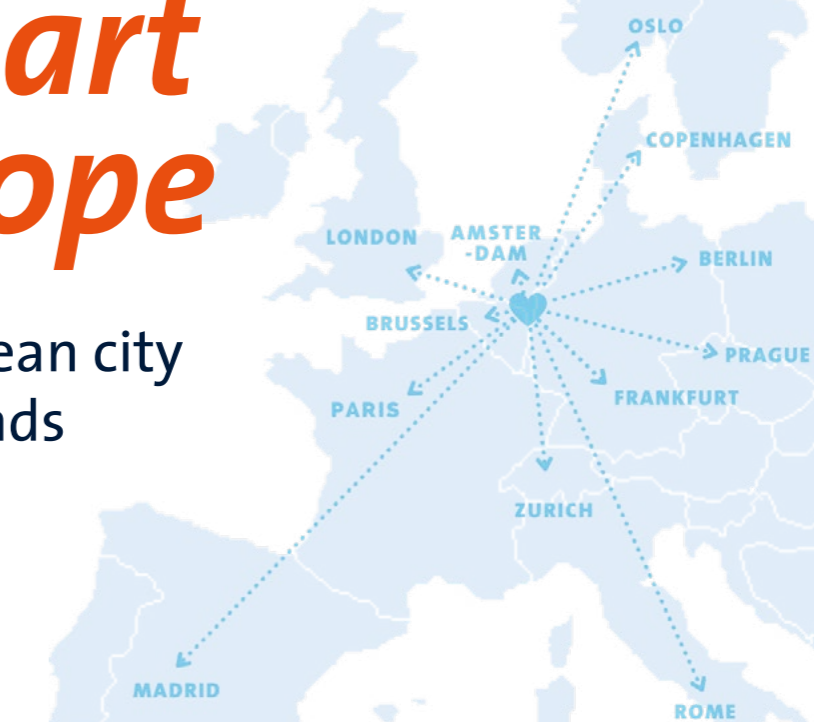 art
ope
ean city
nds
OSLO
COPENHAGEN
LONDON
AMSTER
-DAM
BERLIN
BRUSSELS
PRAGUE
FRANKFURT
PARIS
ZURICH
MADRID
ROME